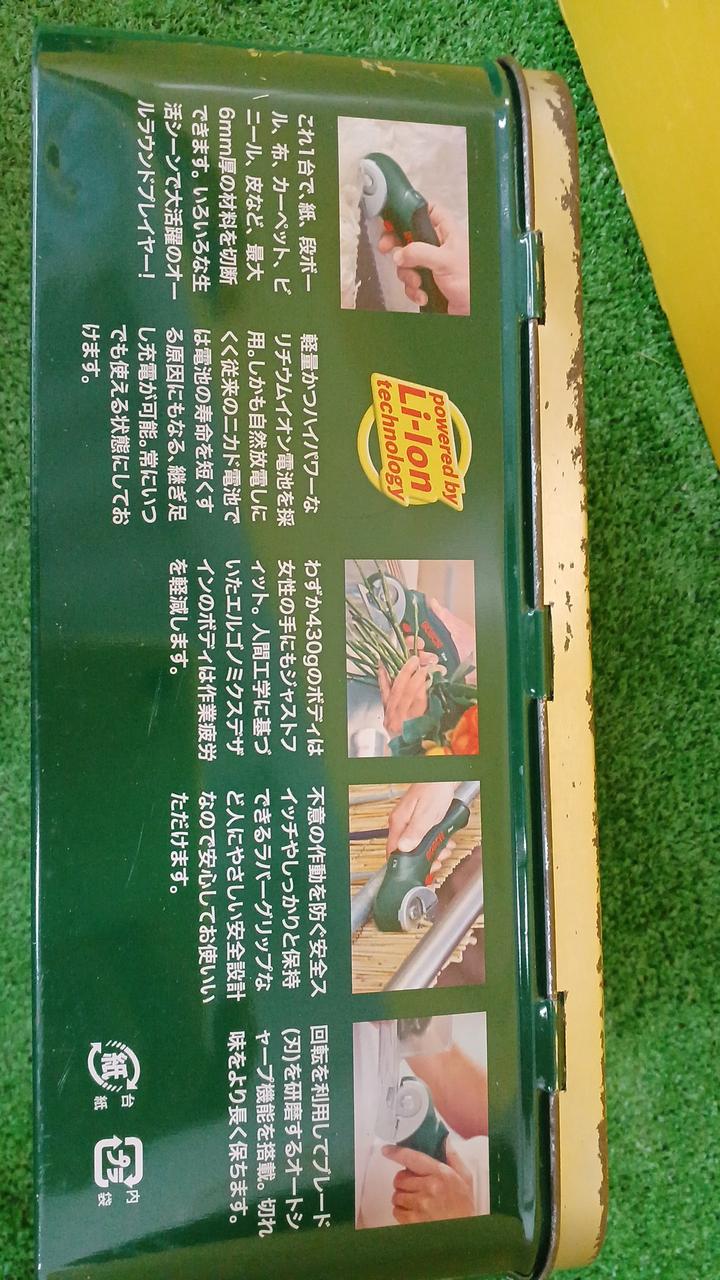 これ1台で、紙、段ボー
ル、布、カーペット、ビ
ニール、皮など、最大
6mm厚の材料を切断
できます。いろいろな生
活シーンで大活躍のオー
ルラウンドプレイヤー!
powered by
Li-Ion
technology
軽量かつハイパワーな
リチウムイオン電池を採
用。しかも自然放電しに
くく従来のニカド電池で
は電池の寿命を短くす
る原因にもなる、継ぎ足
し充電が可能。常にいつ
でも使える状態にしてお
けます。
BOSCH
わずか430gのボディは
女性の手にもジャストフ
ィット。人間工学に基づ
いたエルゴノミクスデザ
インのボディは作業疲労
を軽減します。
BOSCH
不意の作動を防ぐ安全ス
イッチやしっかりと保持
できるラバーグリップな
ど人にやさしい安全設計
なので安心してお使いい
ただけます。
回転を利用してブレード
(刃)を研磨するオートシ
ャープ機能を搭載。切れ
味をより長く保ちます。
紙
台
紙
プラ
内
袋